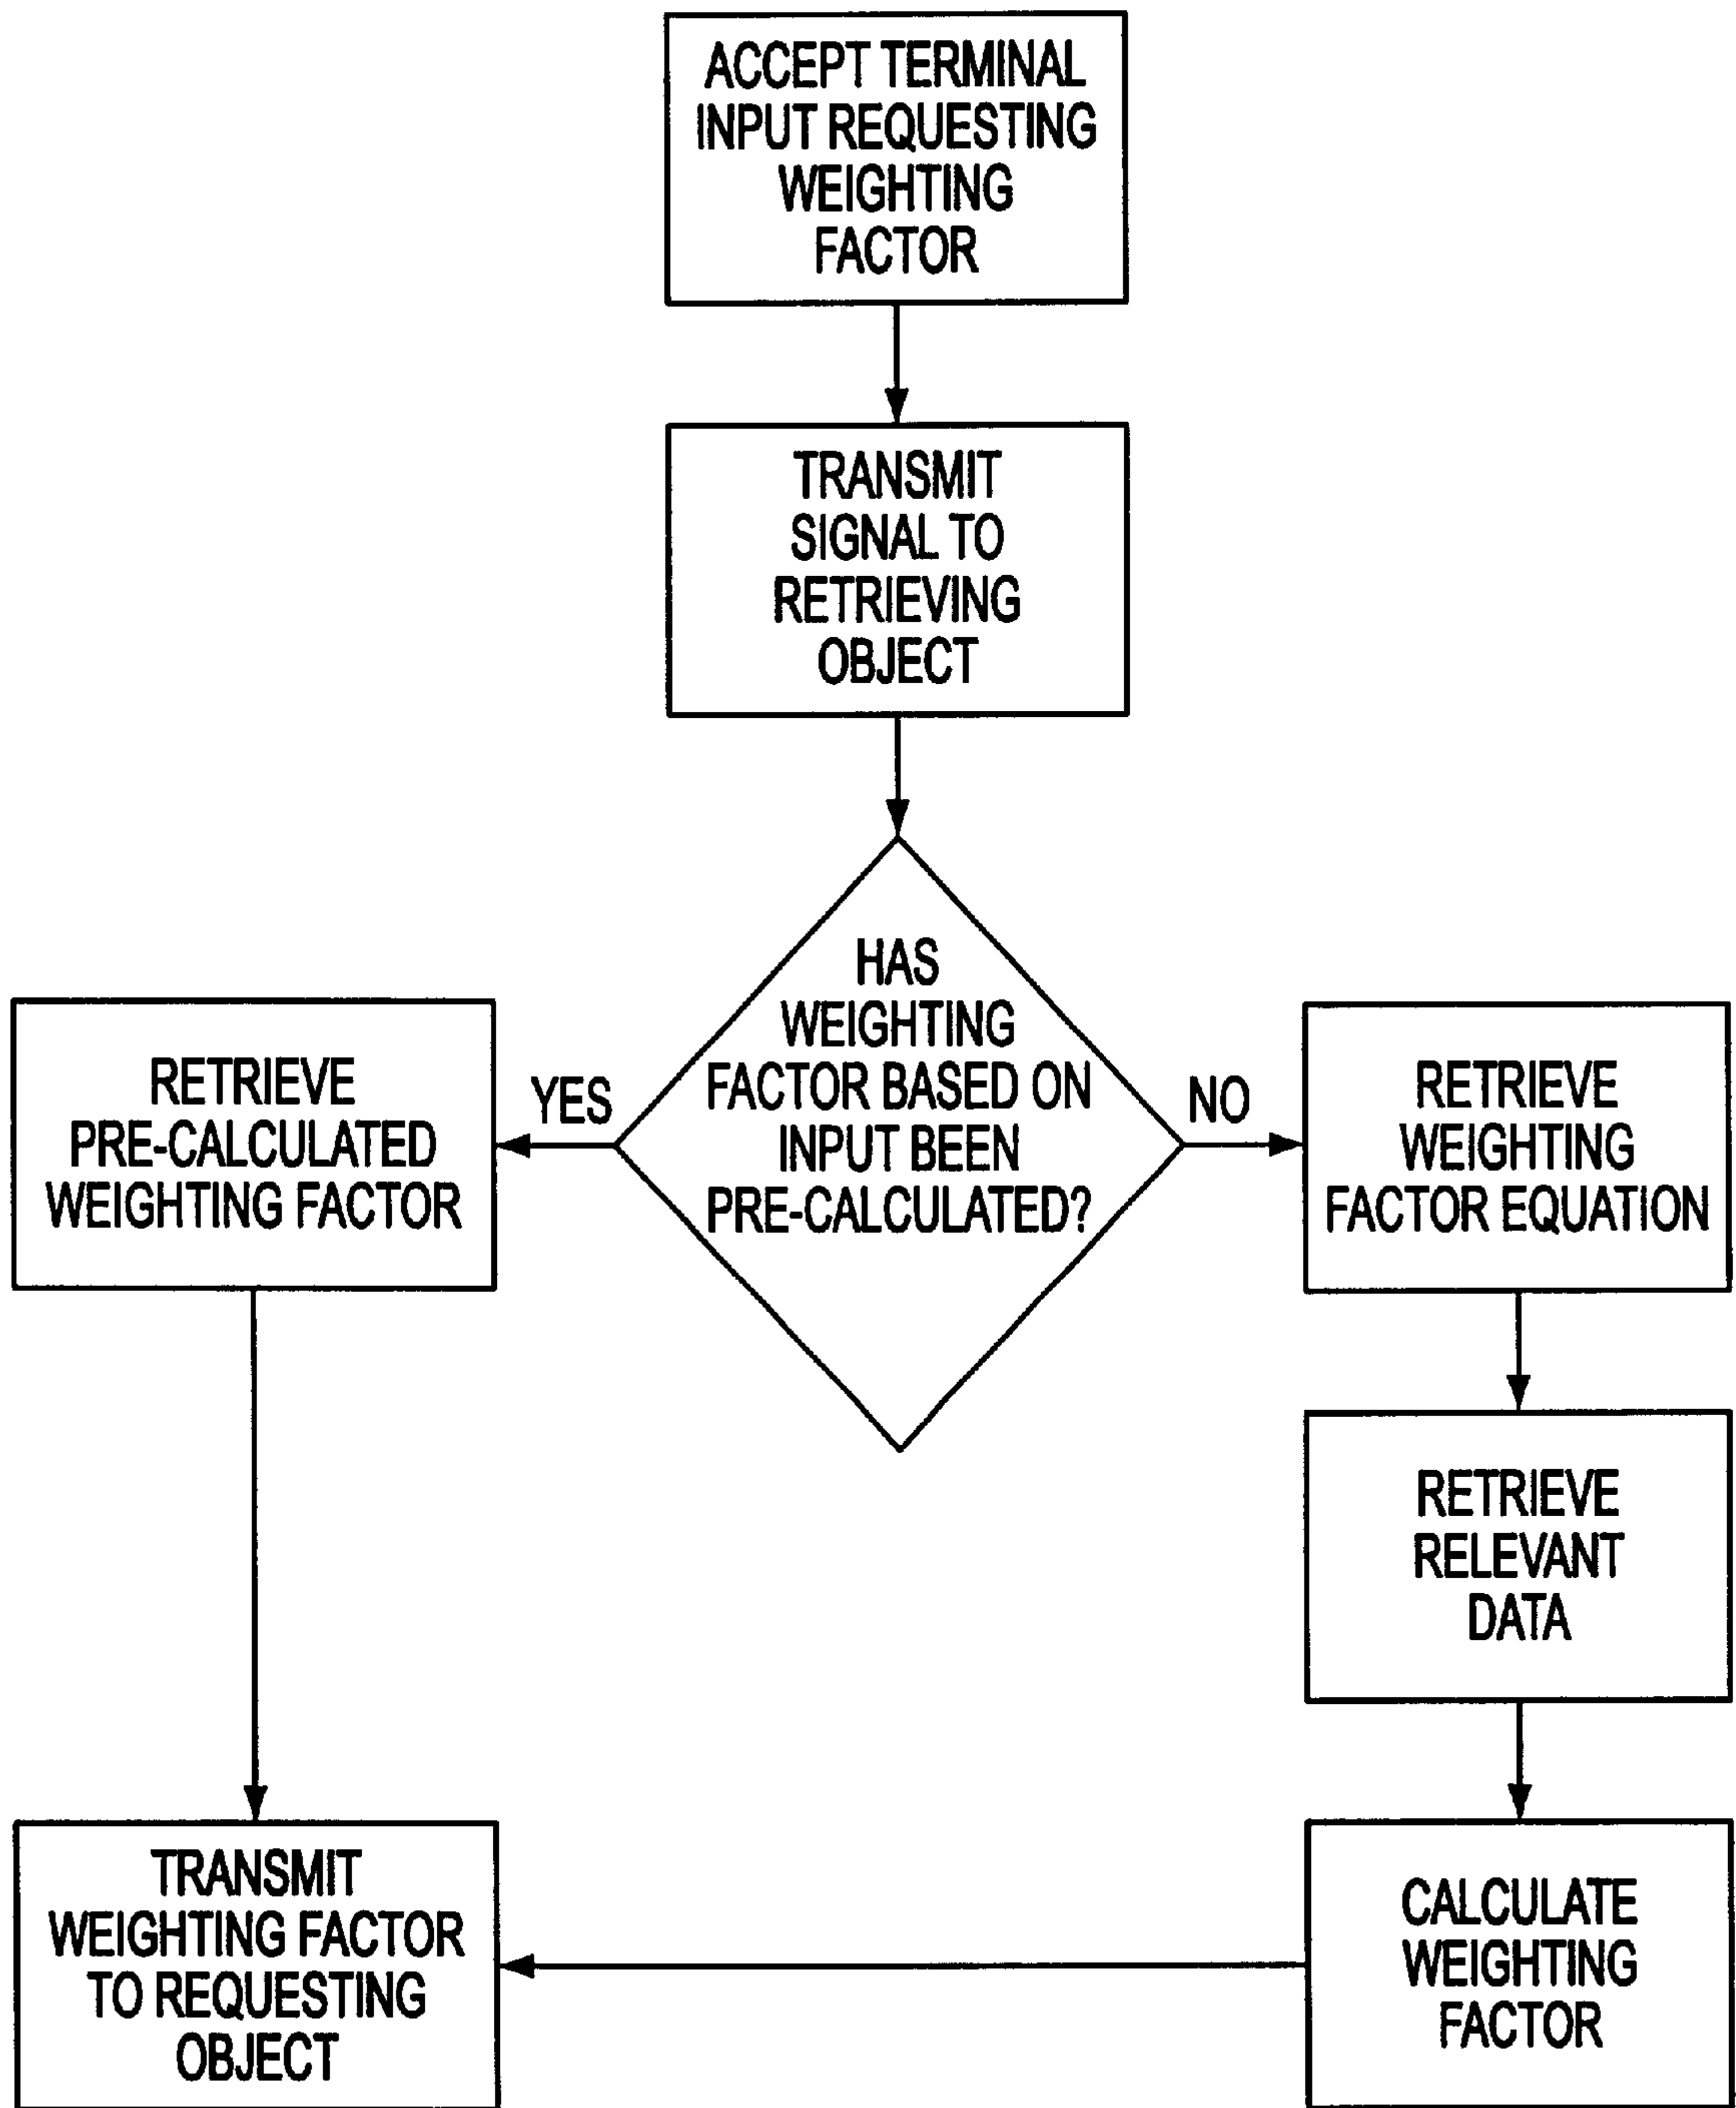 ACCEPT TERMINAL
INPUT REQUESTING
WEIGHTING
FACTOR
TRANSMIT
SIGNAL TO
RETRIEVING
OBJECT
HAS
WEIGHTING
FACTOR BASED ON
INPUT BEEN
PRE-CALCULATED?
YES
NO
RETRIEVE
PRE-CALCULATED
WEIGHTING FACTOR
RETRIEVE
WEIGHTING
FACTOR EQUATION
RETRIEVE
RELEVANT
DATA
TRANSMIT
WEIGHTING FACTOR
TO REQUESTING
OBJECT
CALCULATE
WEIGHTING
FACTOR